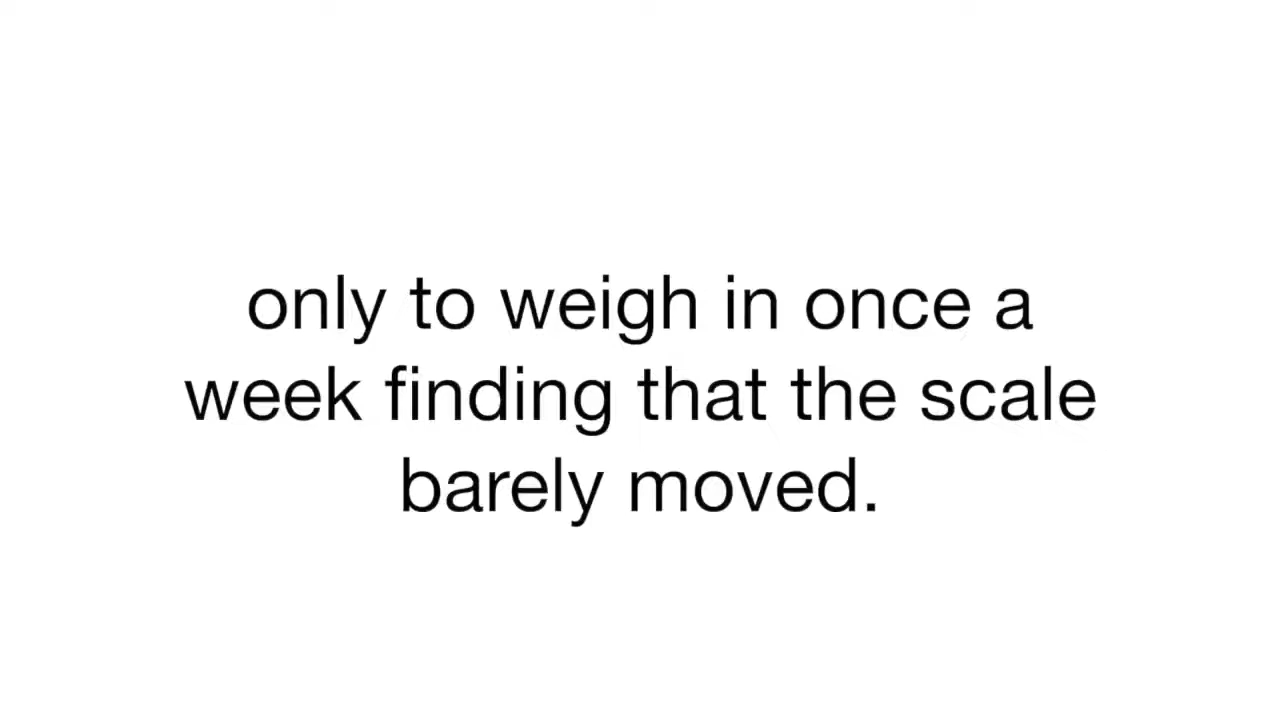 only to weigh in once a
week finding that the scale
barely moved.